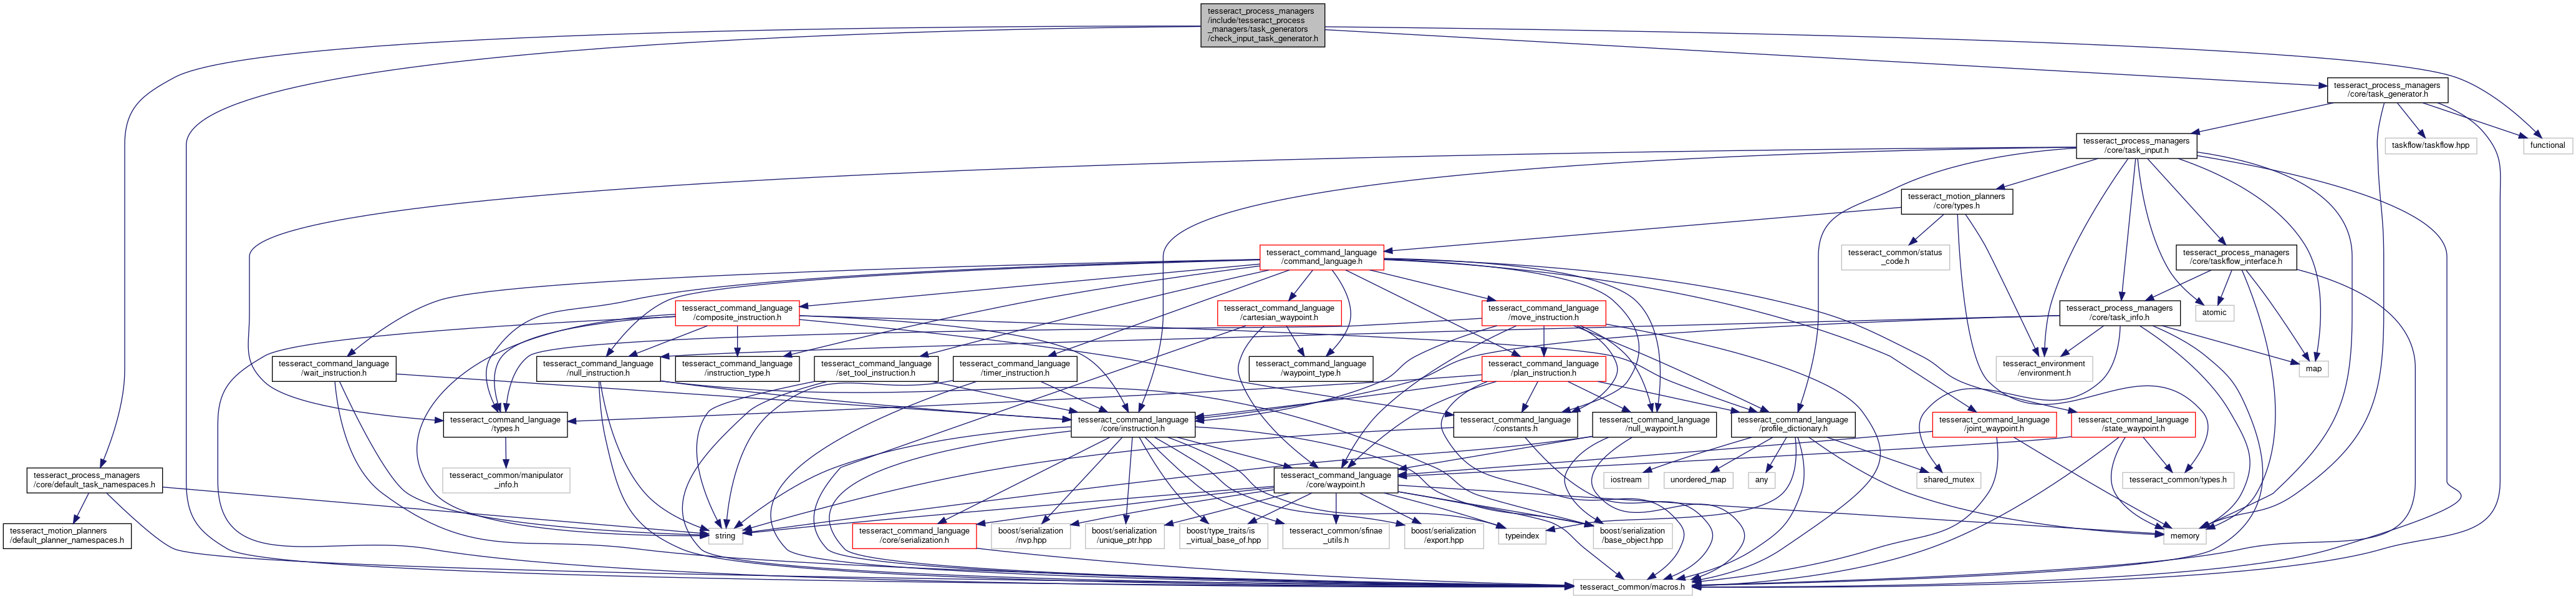 tesseract_process_managers
/include/tesseract_process
_managers/task_generators
/check_input_task_generator.h
tesseract_process_managers
/core/task_generator.h
tesseract_process_managers
/core/task_input.h
taskflow/taskflow.hpp
functional
tesseract_motion_planners
/core/types.h
tesseract_command_language
/command_language.h
tesseract_common/status
_code.h
tesseract_process_managers
/core/taskflow_interface.h
tesseract_command_language
/composite_instruction.h
tesseract_command_language
/cartesian_waypoint.h
tesseract_command_language
/move_instruction.h
tesseract_process_managers
/core/task_info.h
atomic
tesseract_command_language
/wait_instruction.h
tesseract_command_language
/null_instruction.h
tesseract_command_language
/instruction_type.h
tesseract_command_language
/set_tool_instruction.h
tesseract_command_language
/timer_instruction.h
tesseract_command_language
/waypoint_type.h
tesseract_command_language
/plan_instruction.h
tesseract_environment
/environment.h
map
tesseract_command_language
/types.h
tesseract_command_language
/core/instruction.h
tesseract_command_language
/constants.h
tesseract_command_language
/null_waypoint.h
tesseract_command_language
/profile_dictionary.h
tesseract_command_language
/joint_waypoint.h
tesseract_command_language
/state_waypoint.h
tesseract_process_managers
/core/default_task_namespaces.h
tesseract_common/manipulator
_info.h
tesseract_command_language
/core/waypoint.h
iostream
unordered_map
any
shared_mutex
tesseract_common/types.h
tesseract_motion_planners
/default_planner_namespaces.h
string
tesseract_command_language
/core/serialization.h
boost/serialization
/nvp.hpp
boost/serialization
/unique_ptr.hpp
boost/type_traits/is
_virtual_base_of.hpp
tesseract_common/sfinae
_utils.h
boost/serialization
/export.hpp
typeindex
boost/serialization
/base_object.hpp
memory
tesseract_common/macros.h